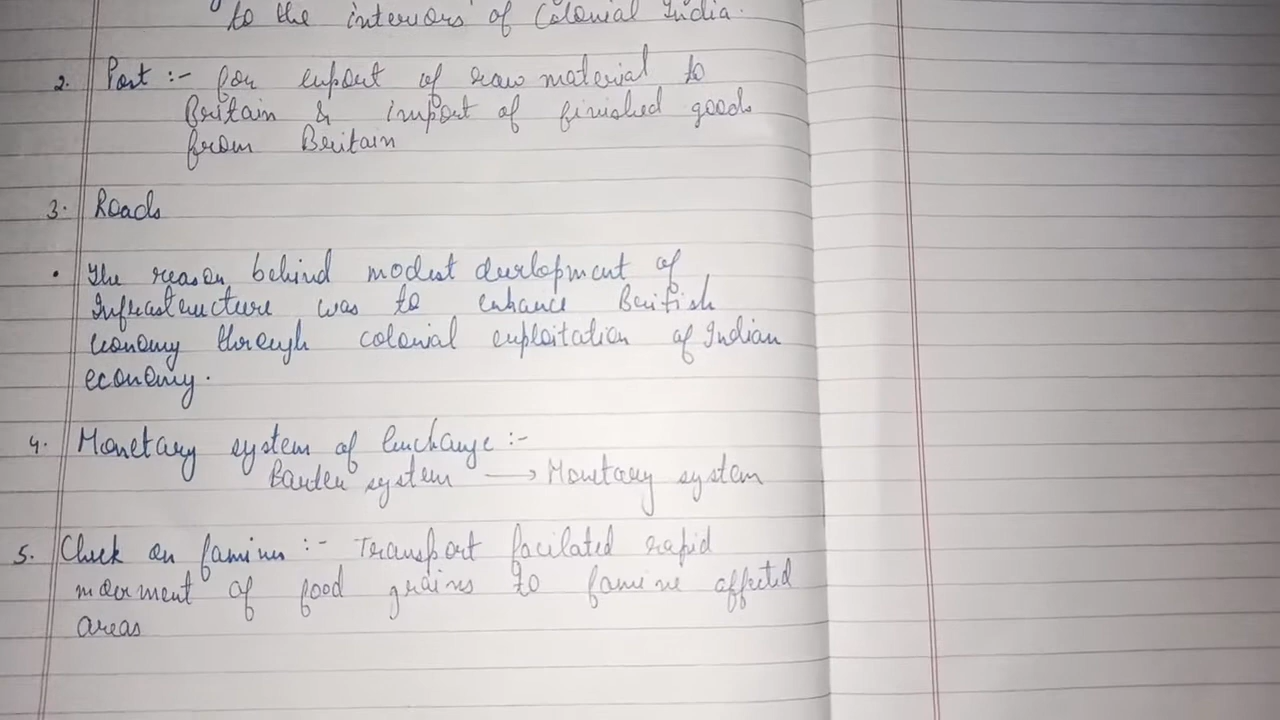 to the interiors of Colonial India.
2. Port :- for export of raw material to
Britain & import of finished goods
from Britain
3. Roads
• The reason behind modest development of
Infrastructure was to enhance British
economy through colonial exploitation of Indian
economy.
4. Monetary system of Exchange :-
Barter system → Monetary system
5. Check on famines :- Transport facilated rapid
movement of food grains to famine affected
areas